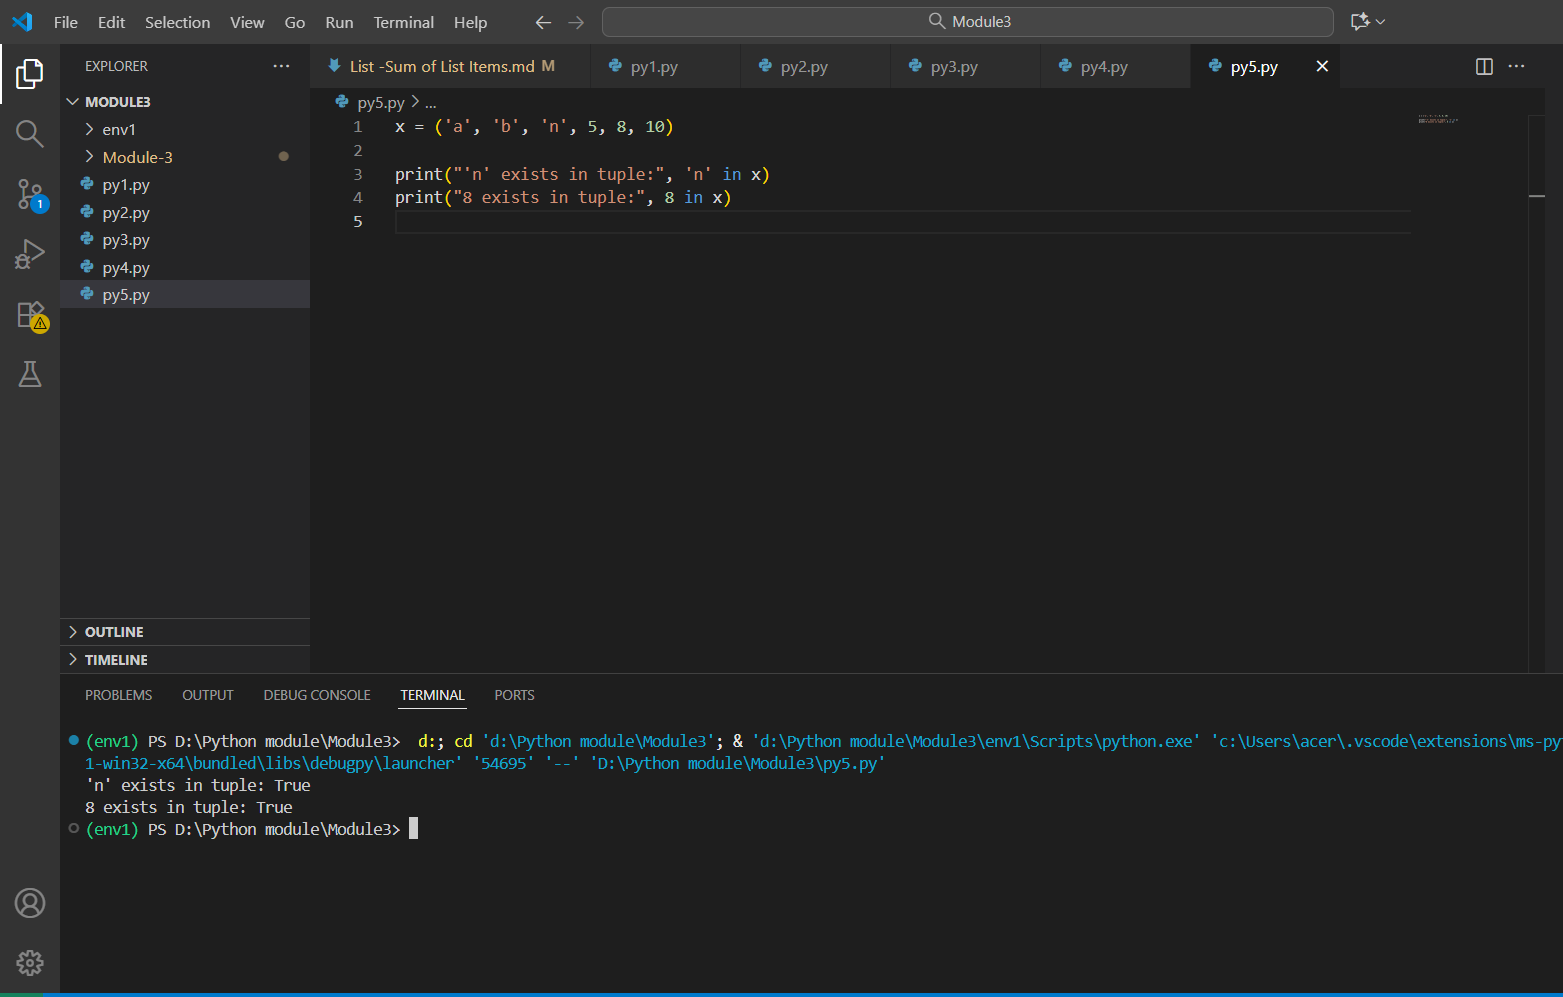 File Edit Selection View Go Run Terminal Help Module3
EXPLORER
MODULE3
env1
Module-3
py1.py
py2.py
py3.py
py4.py
py5.py
OUTLINE
TIMELINE
List -Sum of List Items.md M py1.py py2.py py3.py py4.py py5.py
py5.py > ...
1 x = ('a', 'b', 'n', 5, 8, 10)
2
3 print("'n' exists in tuple:", 'n' in x)
4 print("8 exists in tuple:", 8 in x)
5
1
PROBLEMS OUTPUT DEBUG CONSOLE TERMINAL PORTS
(env1) PS D:\Python module\Module3> d:; cd 'd:\Python module\Module3'; & 'd:\Python module\Module3\env1\Scripts\python.exe' 'c:\Users\acer\.vscode\extensions\ms-py
1-win32-x64\bundled\libs\debugpy\launcher' '54695' '--' 'D:\Python module\Module3\py5.py'
'n' exists in tuple: True
8 exists in tuple: True
(env1) PS D:\Python module\Module3>